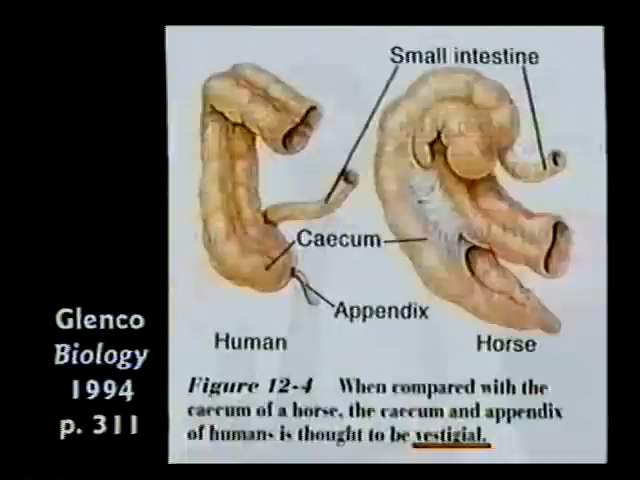 Small intestine
Caecum
Appendix
Human
Horse
Glenco
Biology
1994
p. 311
Figure 12-4 When compared with the
caecum of a horse, the caecum and appendix
of humans is thought to be vestigial.